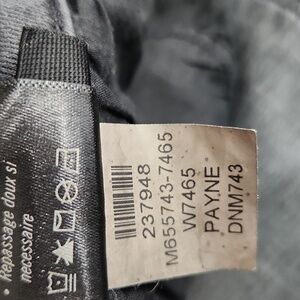 • Repassage doux si
nécessaire
237948
M655743-7465
W7465
PAYNE
DNM743